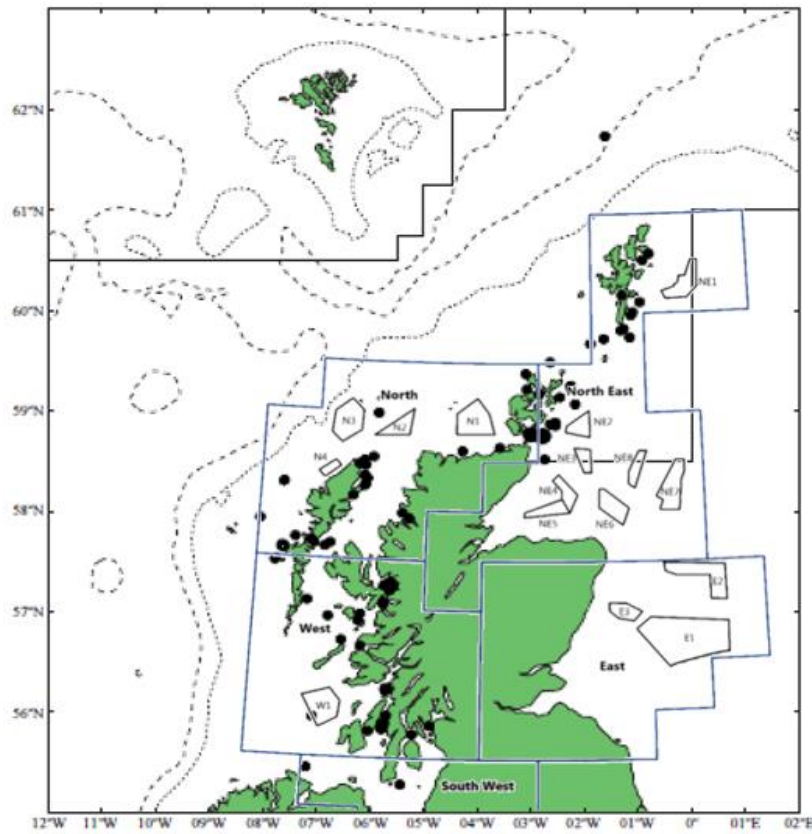 62°N
61°N
NE1
60°N
North
North East
59°N
N3
N2
N1
NE2
N4
NE3
NE8
58°N
NE4
NE7
NE5
NE6
E2
57°N
E3
West
E1
East
W1
56°N
South West
12°W 11°W 10°W 09°W 08°W 07°W 06°W 05°W 04°W 03°W 02°W 01°W 0° 01°E 02°E